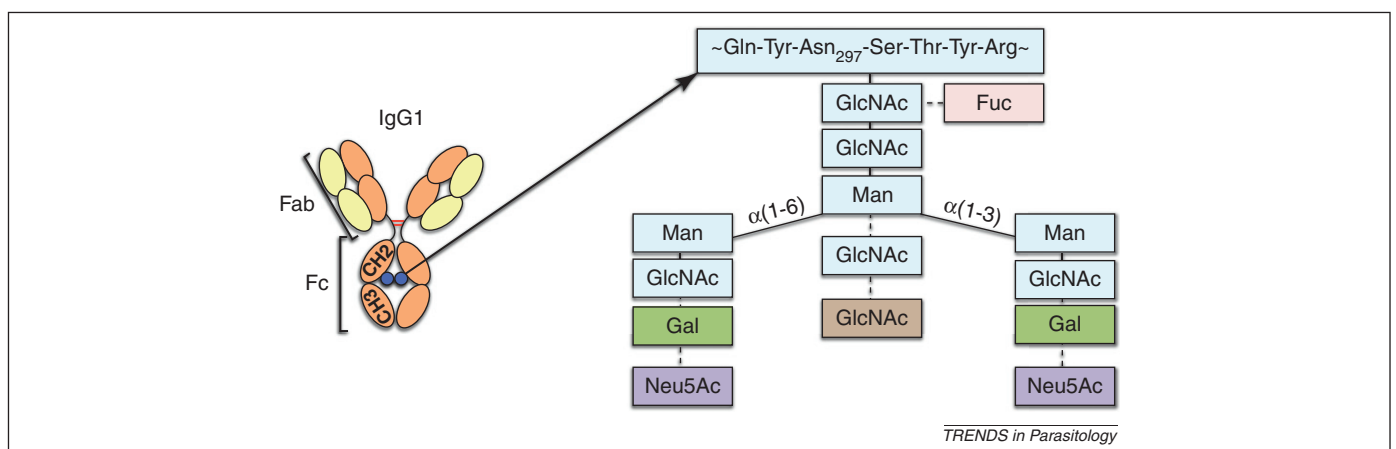 ~Gln-Tyr-Asn297-Ser-Thr-Tyr-Arg~
GlcNAc
Fuc
IgG1
GlcNAc
Fab
Man
α(1-6)
α(1-3)
Man
GlcNAc
Man
CH2
Fc
GlcNAc
GlcNAc
CH3
Gal
GlcNAc
Gal
Neu5Ac
Neu5Ac
TRENDS in Parasitology